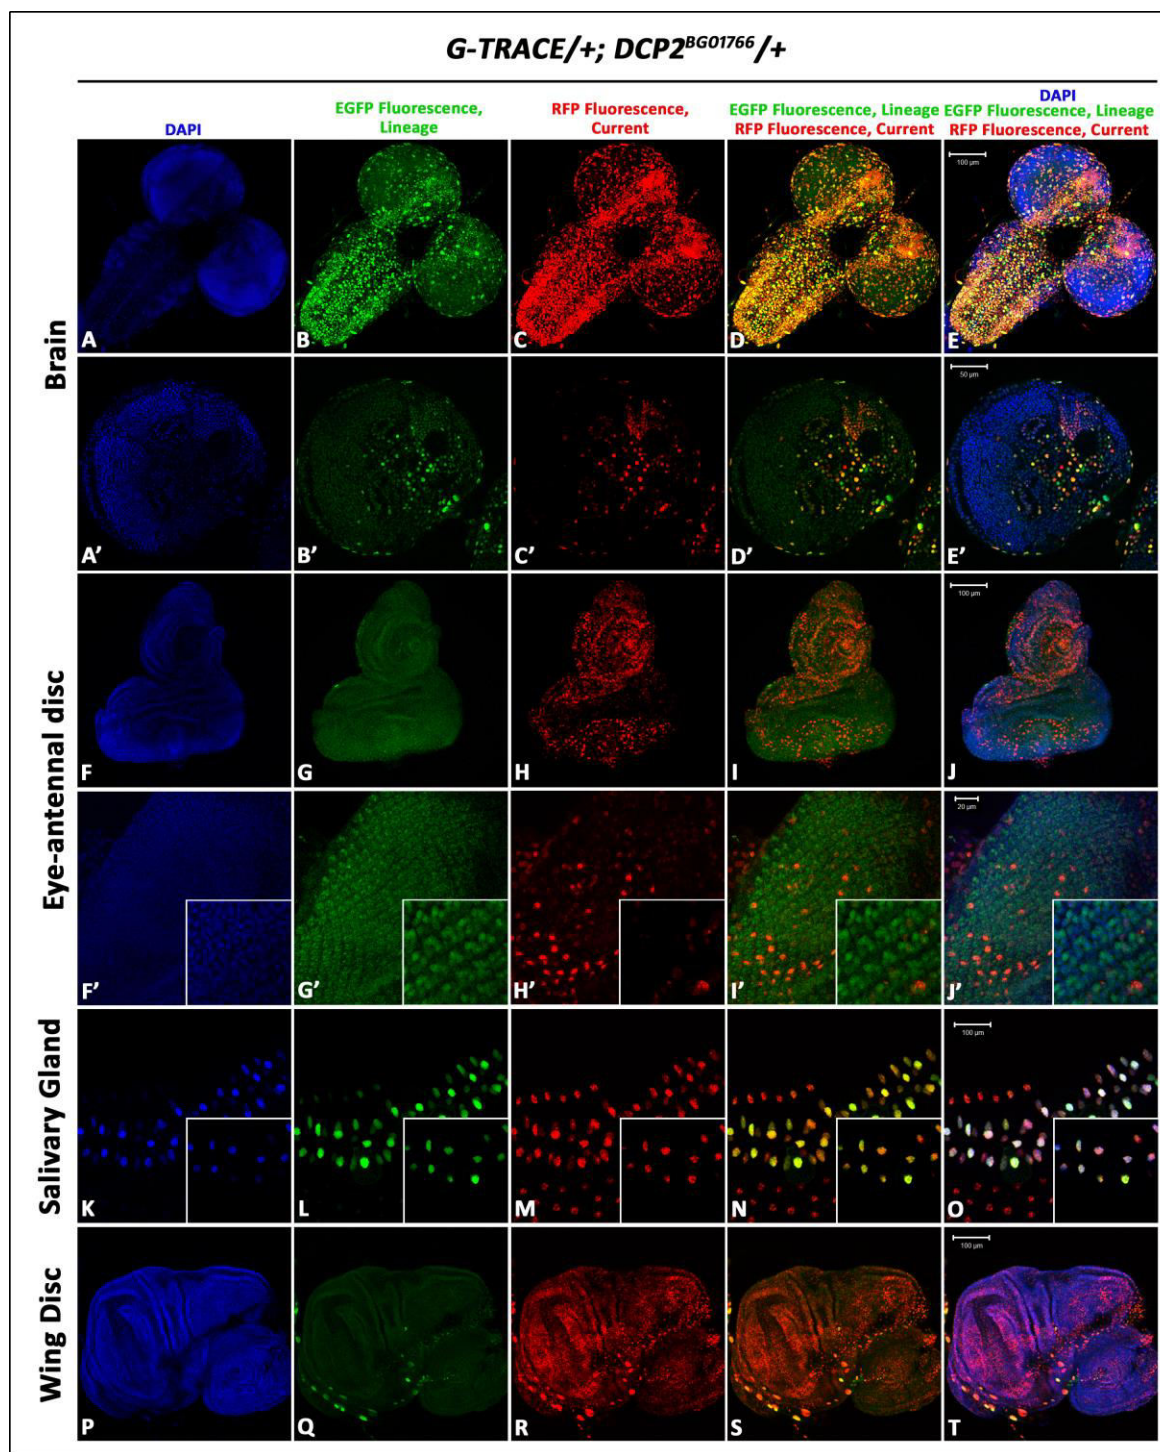 G-TRACE/+; DCP2BG01766/+
DAPI
EGFP Fluorescence,
Lineage
RFP Fluorescence,
Current
EGFP Fluorescence, Lineage
RFP Fluorescence, Current
DAPI
EGFP Fluorescence, Lineage
RFP Fluorescence, Current
Brain
A
B
C
D
100 µm
E
A’
B’
C’
D’
50 µm
E’
Eye-antennal disc
F
G
H
I
100 µm
J
F’
G’
H’
I’
20 µm
J’
Salivary Gland
K
L
M
N
100 µm
O
Wing Disc
P
Q
R
S
100 µm
T